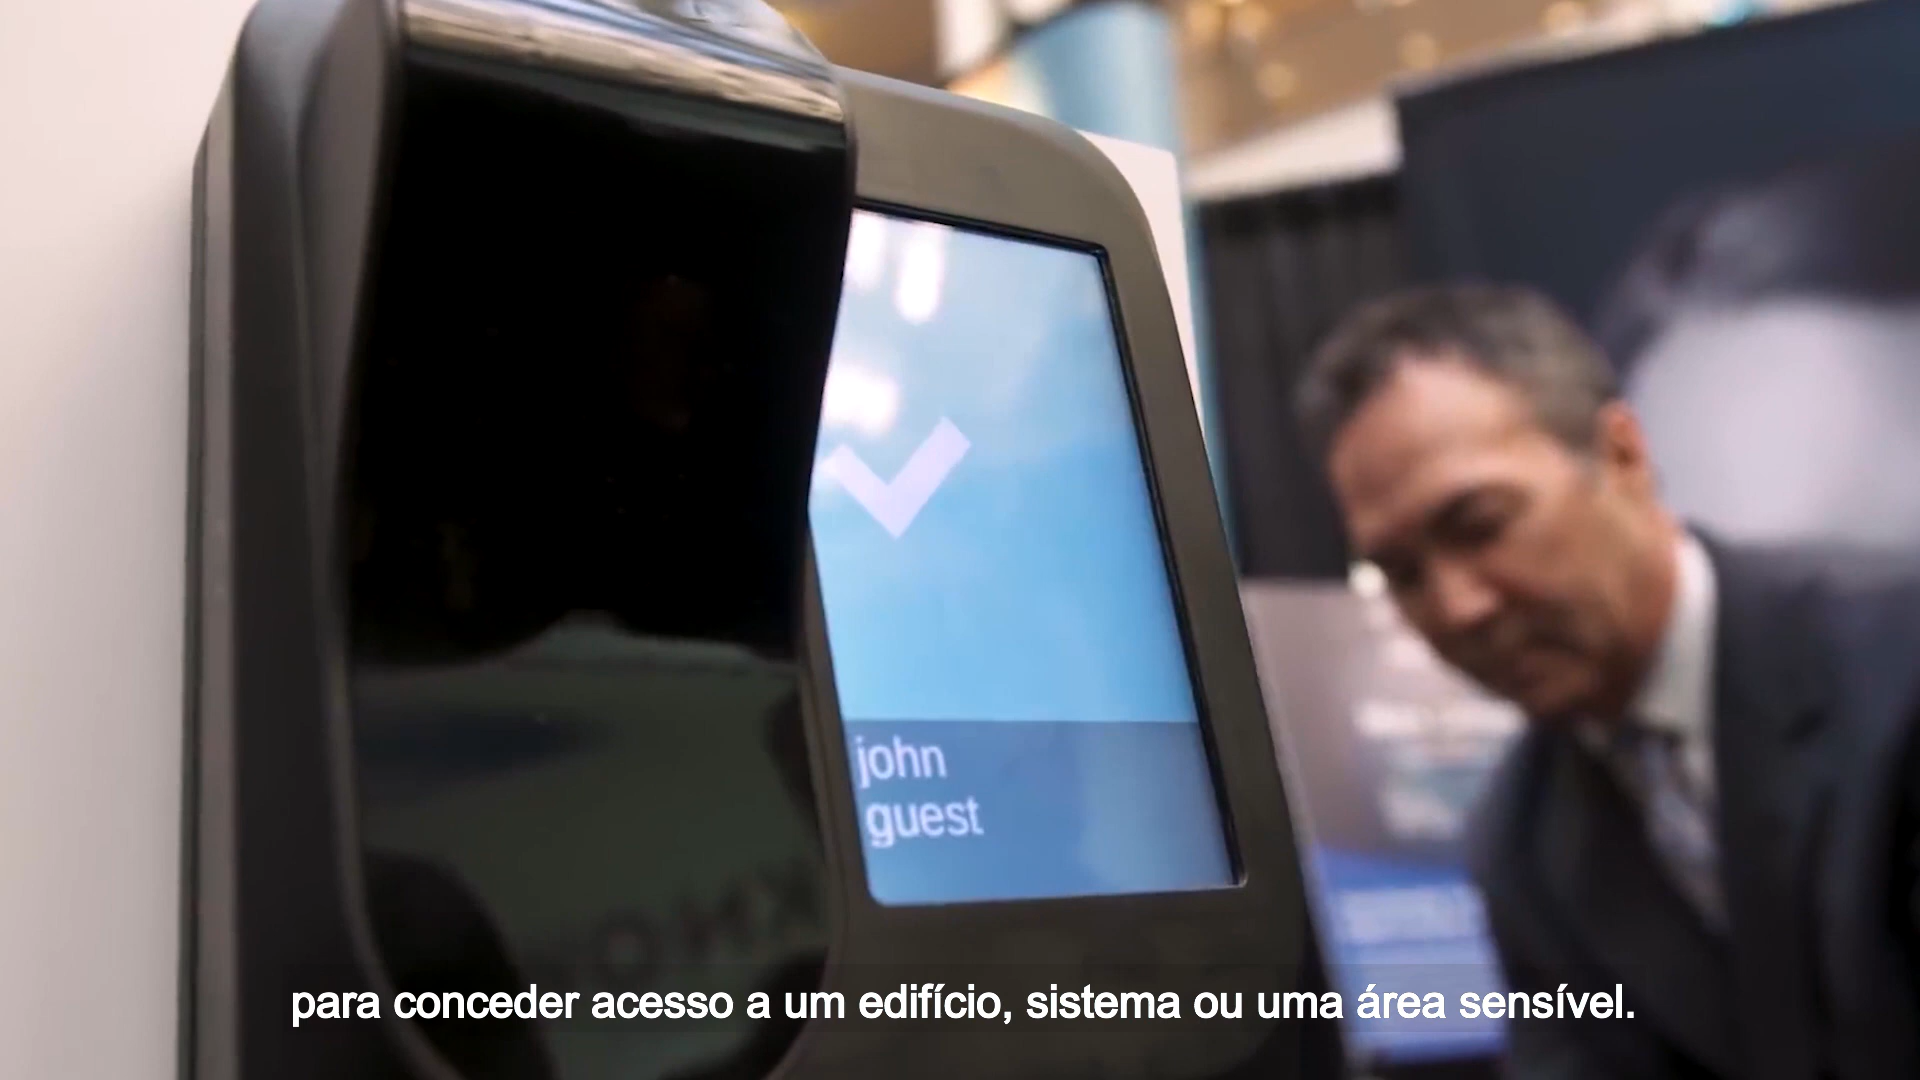 john
guest
para conceder acesso a um edifício, sistema ou uma área sensível.